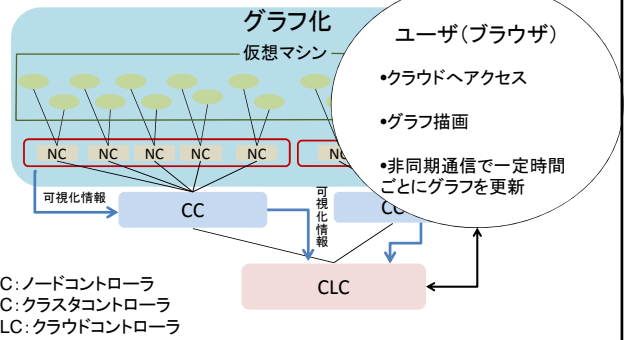 グラフ化
仮想マシン
ユーザ（ブラウザ）
•クラウドへアクセス
•グラフ描画
•非同期通信で一定時間
ごとにグラフを更新
NC
NC
NC
NC
NC
NC
可視化情報
CC
可視化情報
CC
CLC
C：ノードコントローラ
C：クラスタコントローラ
LC：クラウドコントローラ